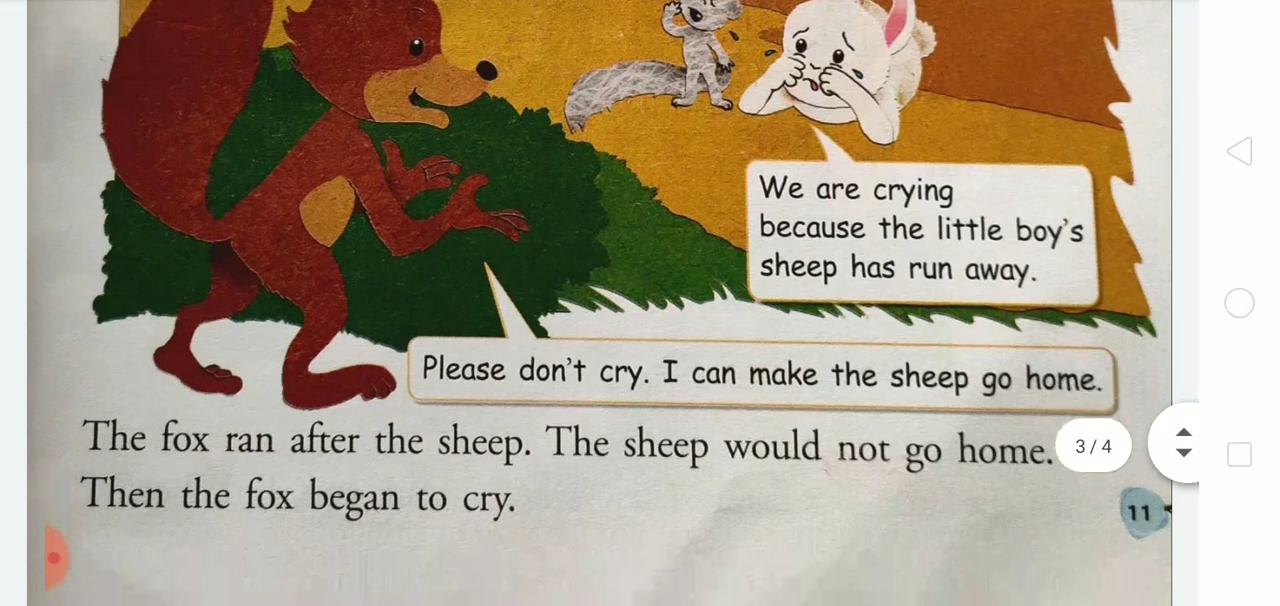 We are crying
because the little boy's
sheep has run away.
Please don't cry. I can make the sheep go home.
The fox ran after the sheep. The sheep would not go home.
3/4
Then the fox began to cry.
11